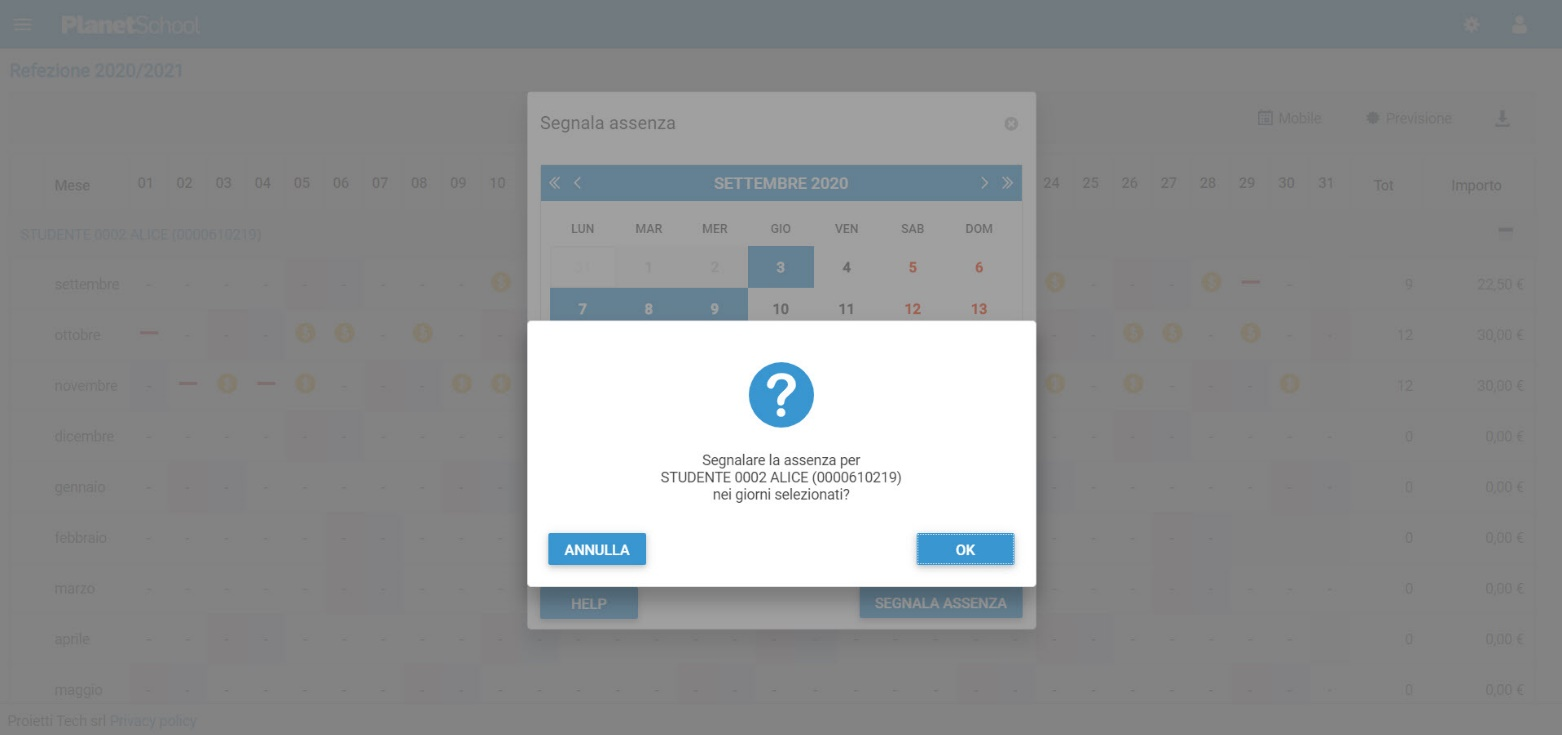 PlanetSchool
Refezione 2020/2021
Segnala assenza
Mobile
Previsione
Mese 01 02 03 04 05 06 07 08 09 10 24 25 26 27 28 29 30 31 Tot Importo
SETTEMBRE 2020
LUN MAR MER GIO VEN SAB DOM
31 1 2 3 4 5 6
7 8 9 10 11 12 13
STUDENTE 0002 ALICE (0000610219)
settembre 9 22,50 €
ottobre 12 30,00 €
novembre 12 30,00 €
dicembre 0 0,00 €
gennaio 0 0,00 €
febbraio 0 0,00 €
marzo 0 0,00 €
aprile 0 0,00 €
maggio 0 0,00 €
Segnalare la assenza per
STUDENTE 0002 ALICE (0000610219)
nei giorni selezionati?
ANNULLA
OK
HELP
SEGNALA ASSENZA
Proietti Tech srl Privacy policy